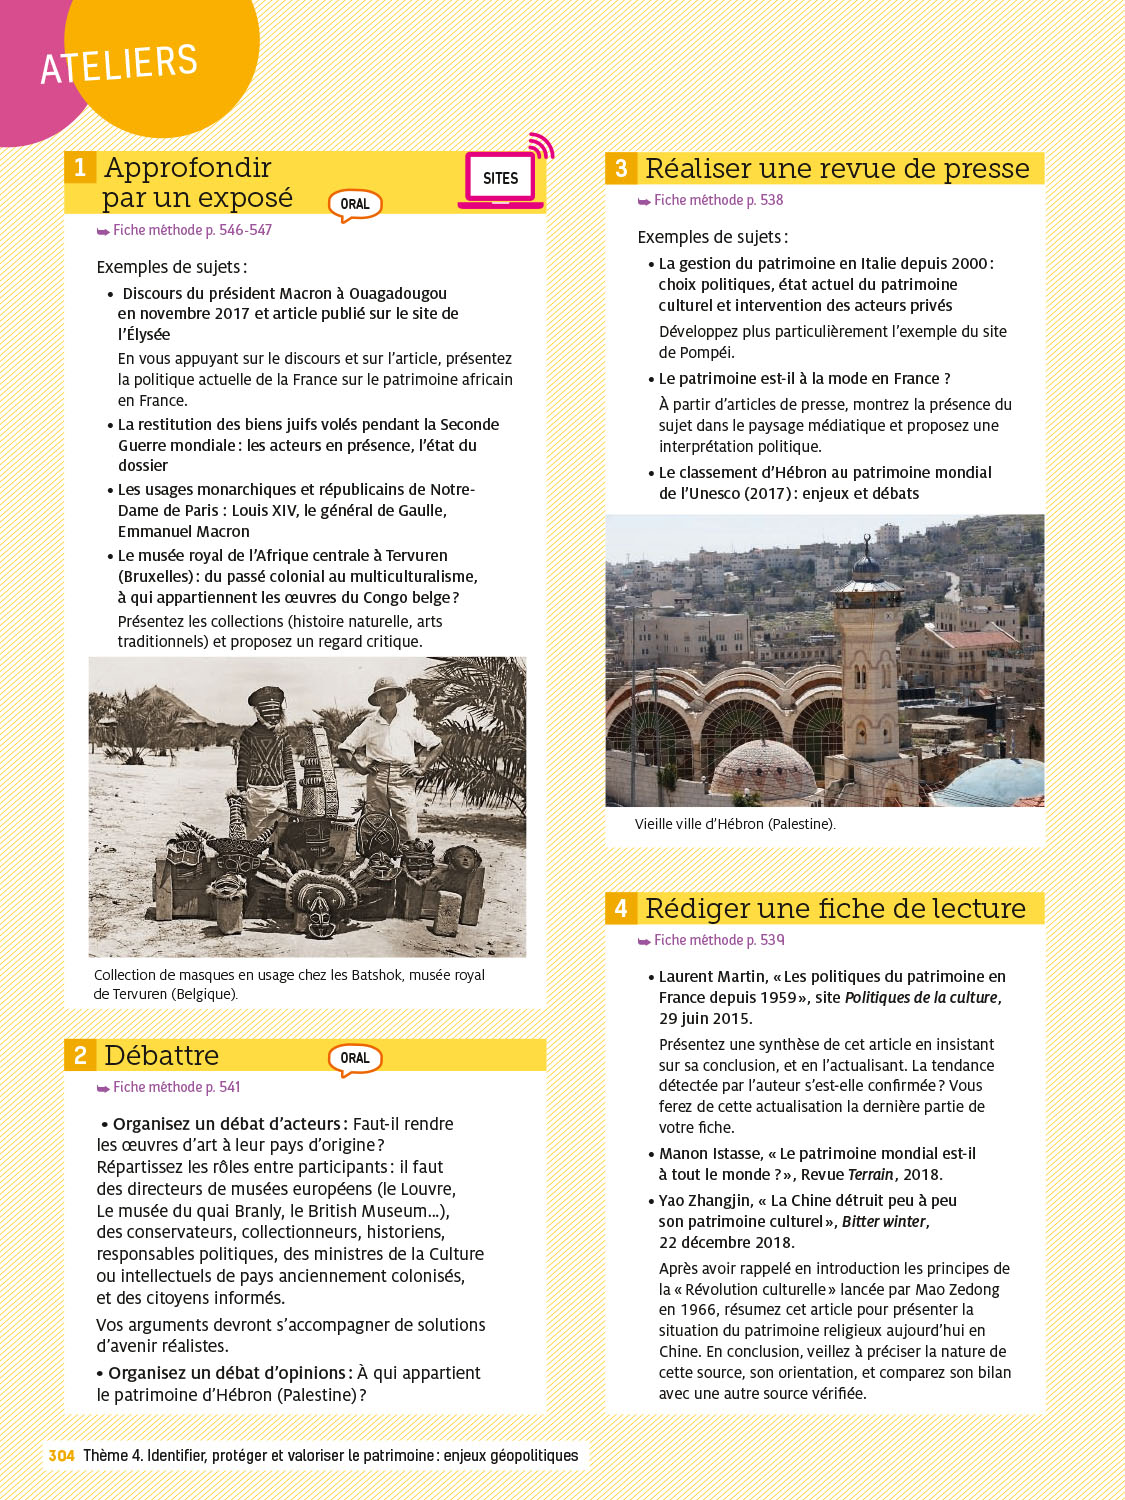 ATELIERS
1 Approfondir
par un exposé
ORAL
SITES
Fiche méthode p. 546-547
Exemples de sujets :
• Discours du président Macron à Ouagadougou
en novembre 2017 et article publié sur le site de
l’Élysée
En vous appuyant sur le discours et sur l’article, présentez
la politique actuelle de la France sur le patrimoine africain
en France.
• La restitution des biens juifs volés pendant la Seconde
Guerre mondiale : les acteurs en présence, l’état du
dossier
• Les usages monarchiques et républicains de Notre-
Dame de Paris : Louis XIV, le général de Gaulle,
Emmanuel Macron
• Le musée royal de l’Afrique centrale à Tervuren
(Bruxelles) : du passé colonial au multiculturalisme,
à qui appartiennent les œuvres du Congo belge ?
Présentez les collections (histoire naturelle, arts
traditionnels) et proposez un regard critique.
Collection de masques en usage chez les Batshok, musée royal
de Tervuren (Belgique).
2 Débattre
ORAL
Fiche méthode p. 541
• Organisez un débat d’acteurs : Faut-il rendre
les œuvres d’art à leur pays d’origine ?
Répartissez les rôles entre participants : il faut
des directeurs de musées européens (le Louvre,
Le musée du quai Branly, le British Museum...),
des conservateurs, collectionneurs, historiens,
responsables politiques, des ministres de la Culture
ou intellectuels de pays anciennement colonisés,
et des citoyens informés.
Vos arguments devront s’accompagner de solutions
d’avenir réalistes.
• Organisez un débat d’opinions : À qui appartient
le patrimoine d’Hébron (Palestine) ?
3 Réaliser une revue de presse
Fiche méthode p. 538
Exemples de sujets :
• La gestion du patrimoine en Italie depuis 2000 :
choix politiques, état actuel du patrimoine
culturel et intervention des acteurs privés
Développez plus particulièrement l’exemple du site
de Pompéi.
• Le patrimoine est-il à la mode en France ?
À partir d’articles de presse, montrez la présence du
sujet dans le paysage médiatique et proposez une
interprétation politique.
• Le classement d’Hébron au patrimoine mondial
de l’Unesco (2017) : enjeux et débats
Vieille ville d’Hébron (Palestine).
4 Rédiger une fiche de lecture
Fiche méthode p. 539
• Laurent Martin, « Les politiques du patrimoine en
France depuis 1959 », site Politiques de la culture,
29 juin 2015.
Présentez une synthèse de cet article en insistant
sur sa conclusion, et en l’actualisant. La tendance
détectée par l’auteur s’est-elle confirmée ? Vous
ferez de cette actualisation la dernière partie de
votre fiche.
• Manon Istasse, « Le patrimoine mondial est-il
à tout le monde ? », Revue Terrain, 2018.
• Yao Zhangjin, « La Chine détruit peu à peu
son patrimoine culturel », Bitter winter,
22 décembre 2018.
Après avoir rappelé en introduction les principes de
la « Révolution culturelle » lancée par Mao Zedong
en 1966, résumez cet article pour présenter la
situation du patrimoine religieux aujourd’hui en
Chine. En conclusion, veillez à préciser la nature de
cette source, son orientation, et comparez son bilan
avec une autre source vérifiée.
304 Thème 4. Identifier, protéger et valoriser le patrimoine : enjeux géopolitiques